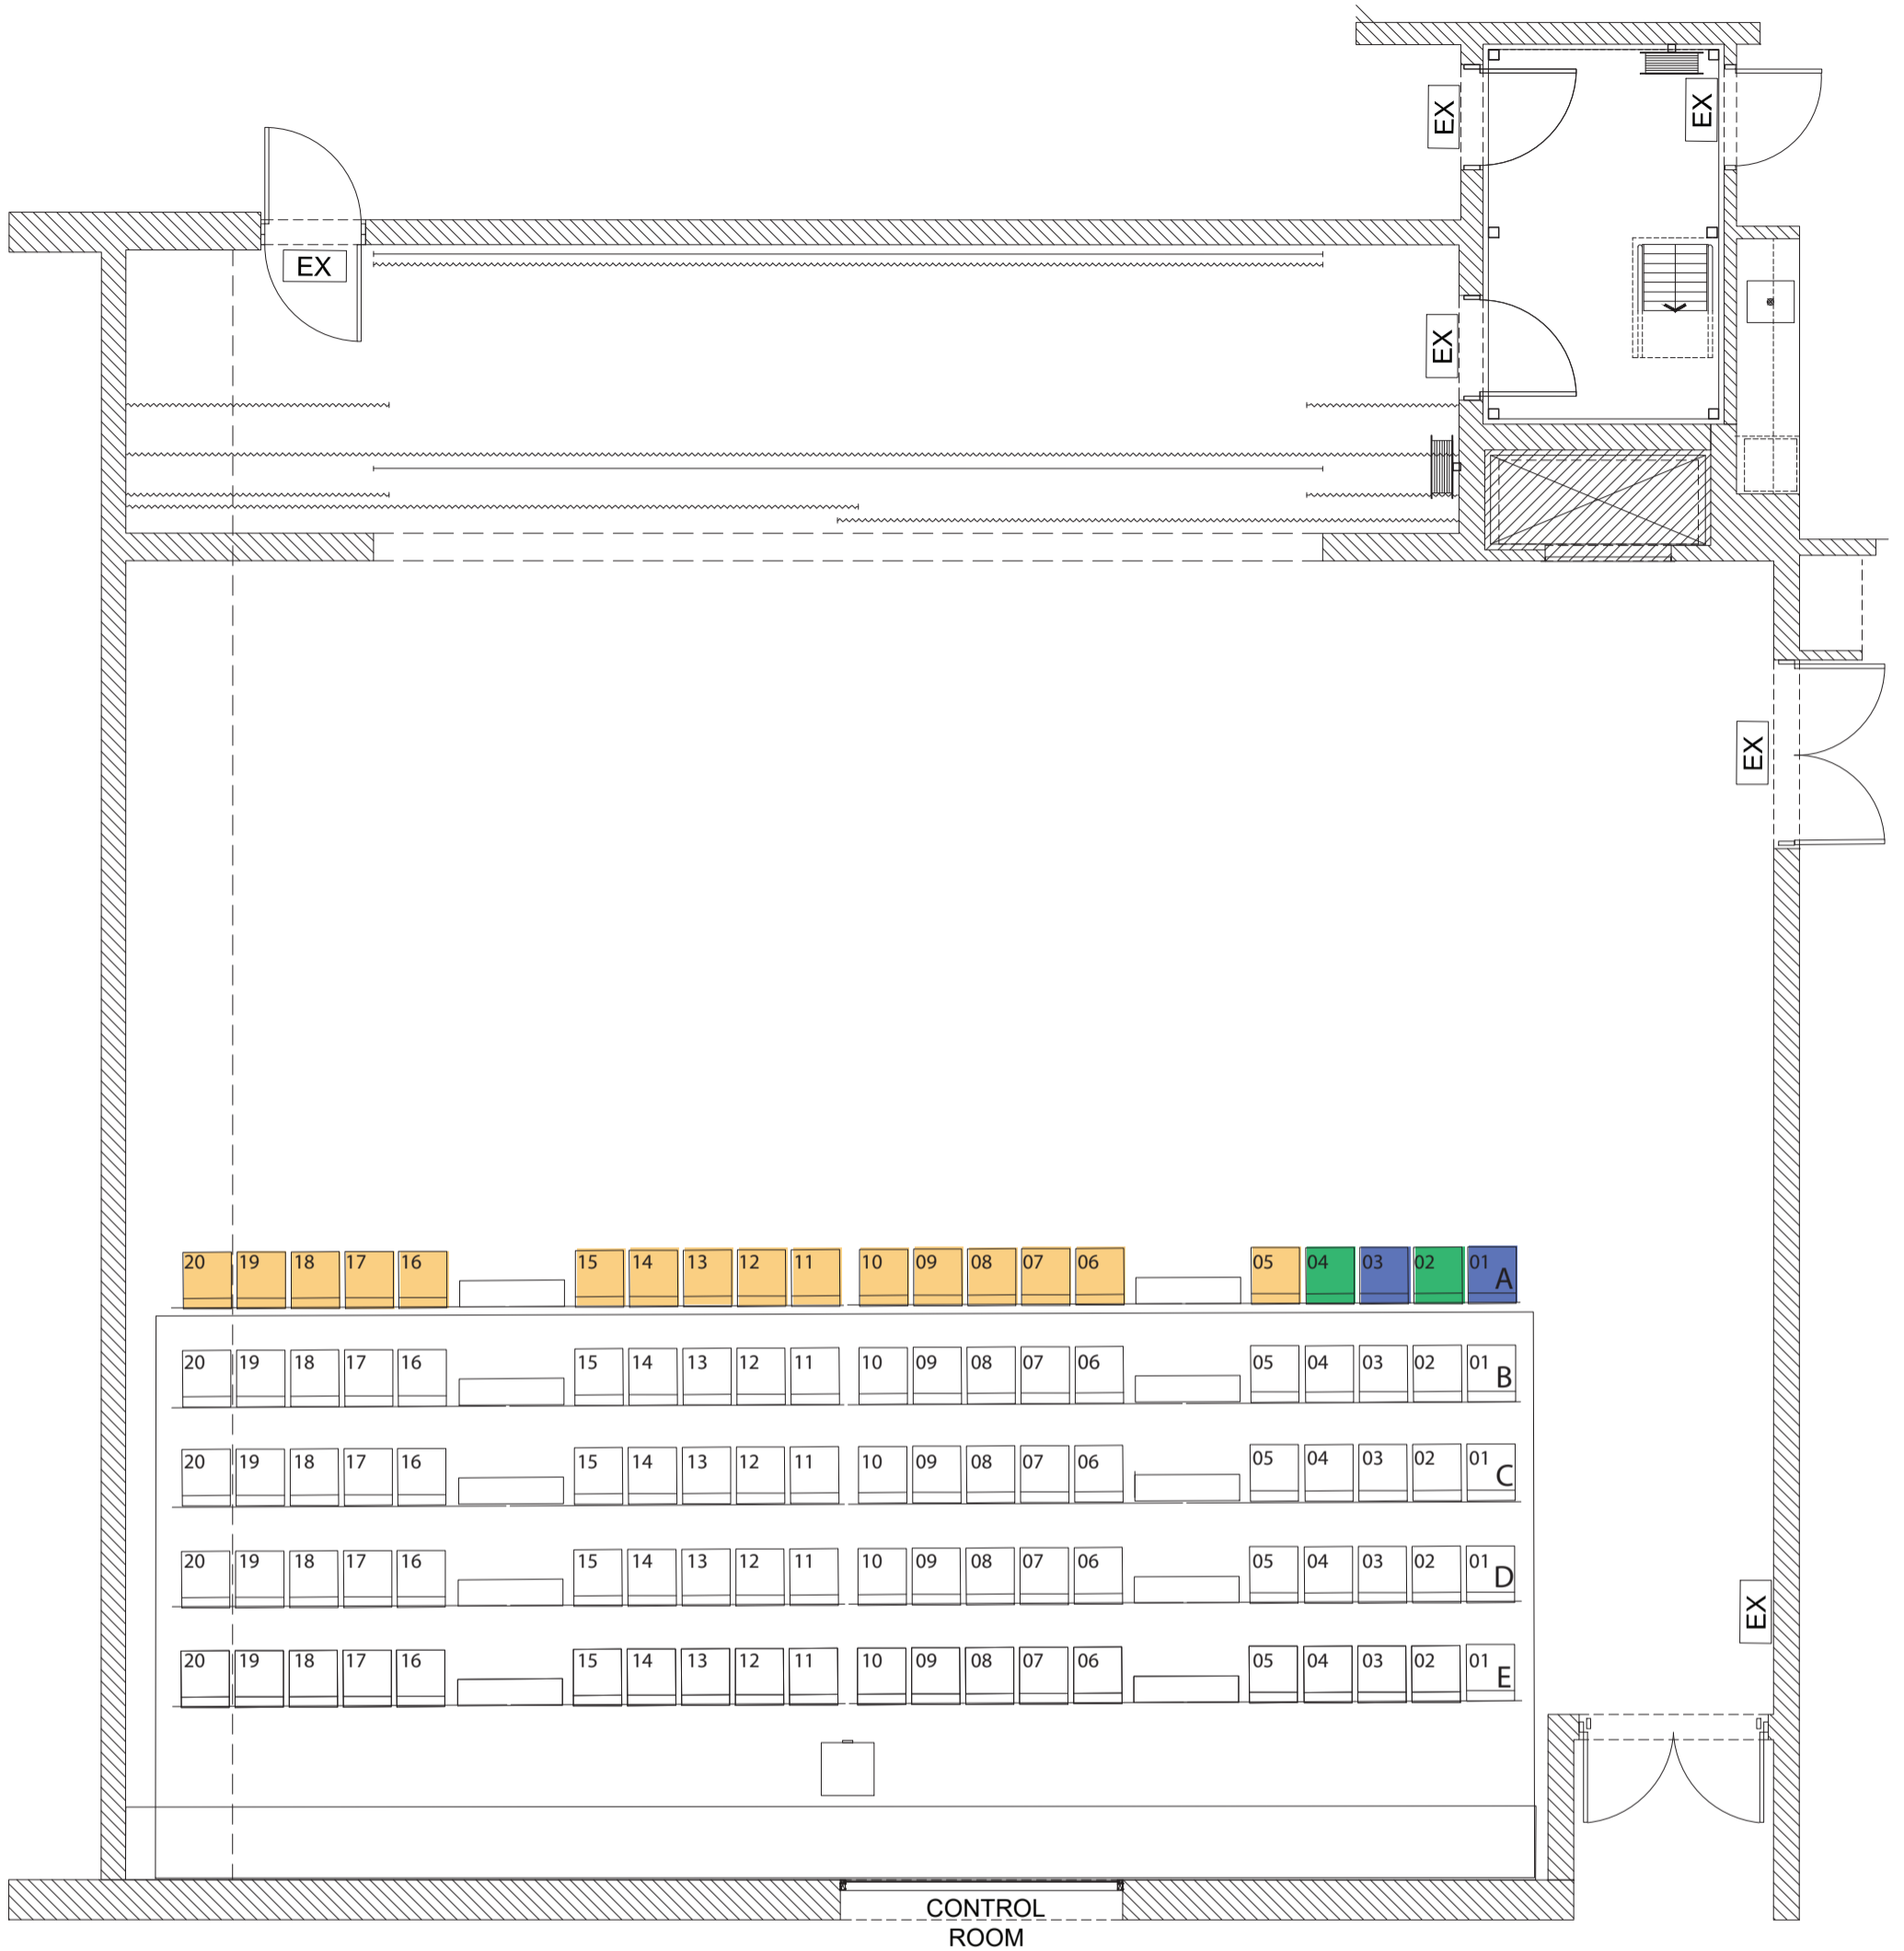 EX
EX
EX
EX
EX
20 19 18 17 16 15 14 13 12 11 10 09 08 07 06 05 04 03 02 01 A
20 19 18 17 16 15 14 13 12 11 10 09 08 07 06 05 04 03 02 01 B
20 19 18 17 16 15 14 13 12 11 10 09 08 07 06 05 04 03 02 01 C
20 19 18 17 16 15 14 13 12 11 10 09 08 07 06 05 04 03 02 01 D
EX
20 19 18 17 16 15 14 13 12 11 10 09 08 07 06 05 04 03 02 01 E
CONTROL
ROOM